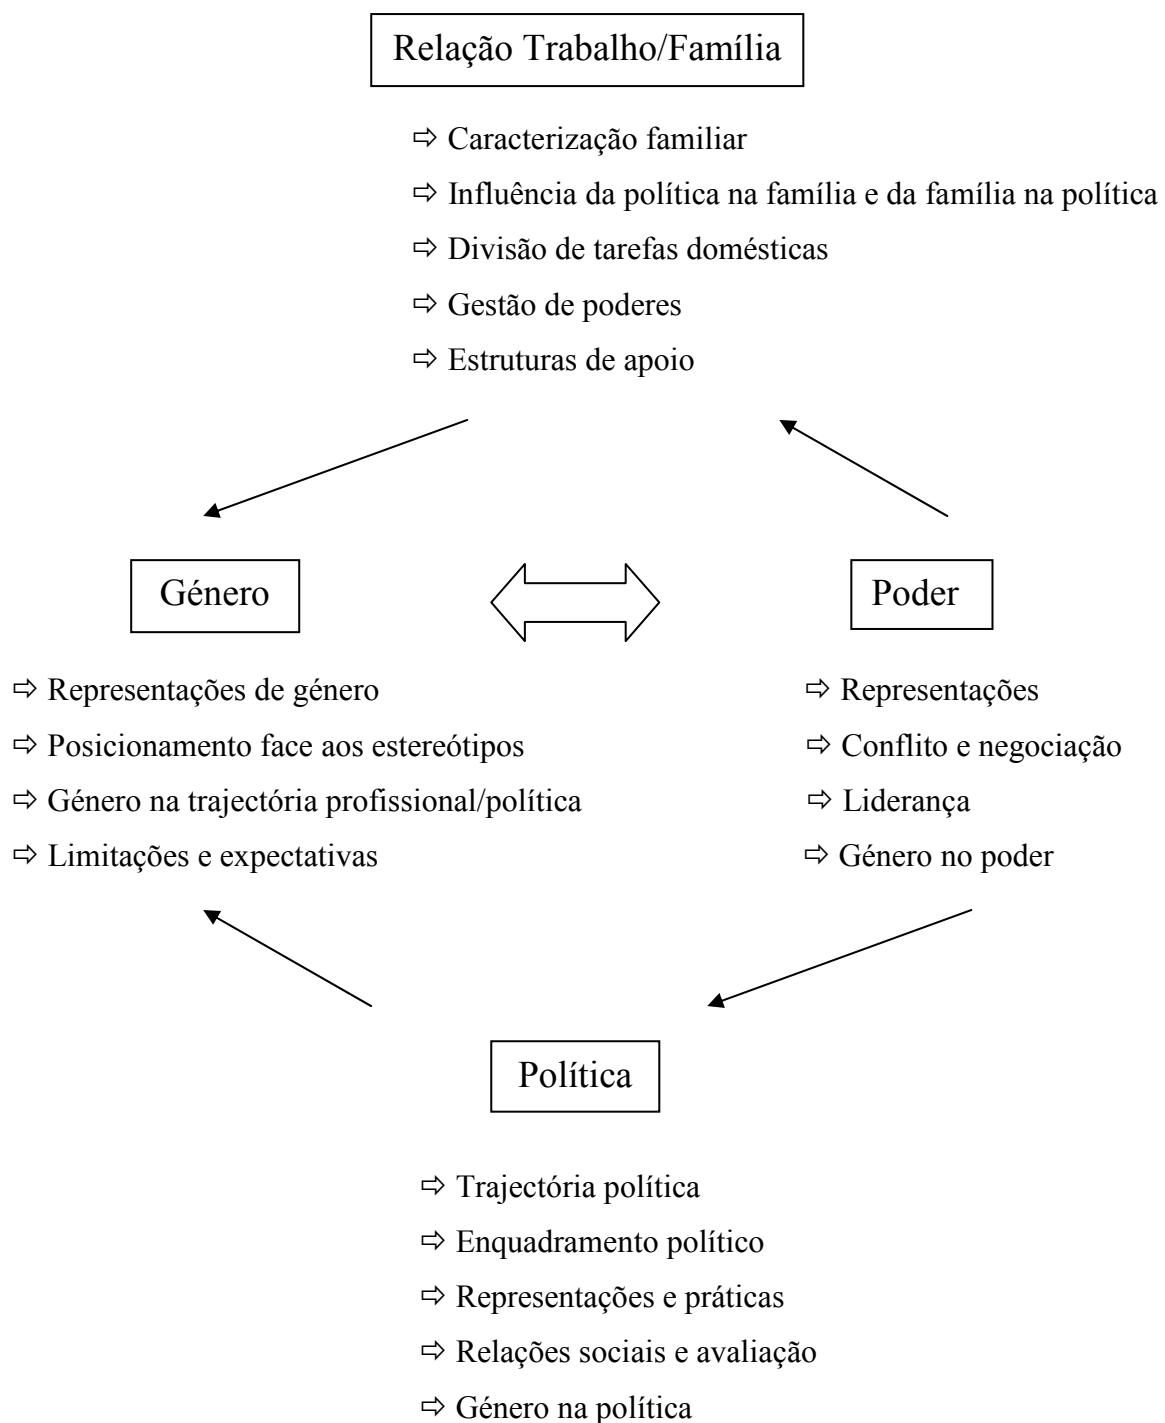 Relação Trabalho/Família
⇨ Caracterização familiar
⇨ Influência da política na família e da família na política
⇨ Divisão de tarefas domésticas
⇨ Gestão de poderes
⇨ Estruturas de apoio
Género
⇨ Representações de género
⇨ Posicionamento face aos estereótipos
⇨ Género na trajectória profissional/política
⇨ Limitações e expectativas
Poder
⇨ Representações
⇨ Conflito e negociação
⇨ Liderança
⇨ Género no poder
Política
⇨ Trajectória política
⇨ Enquadramento político
⇨ Representações e práticas
⇨ Relações sociais e avaliação
⇨ Género na política